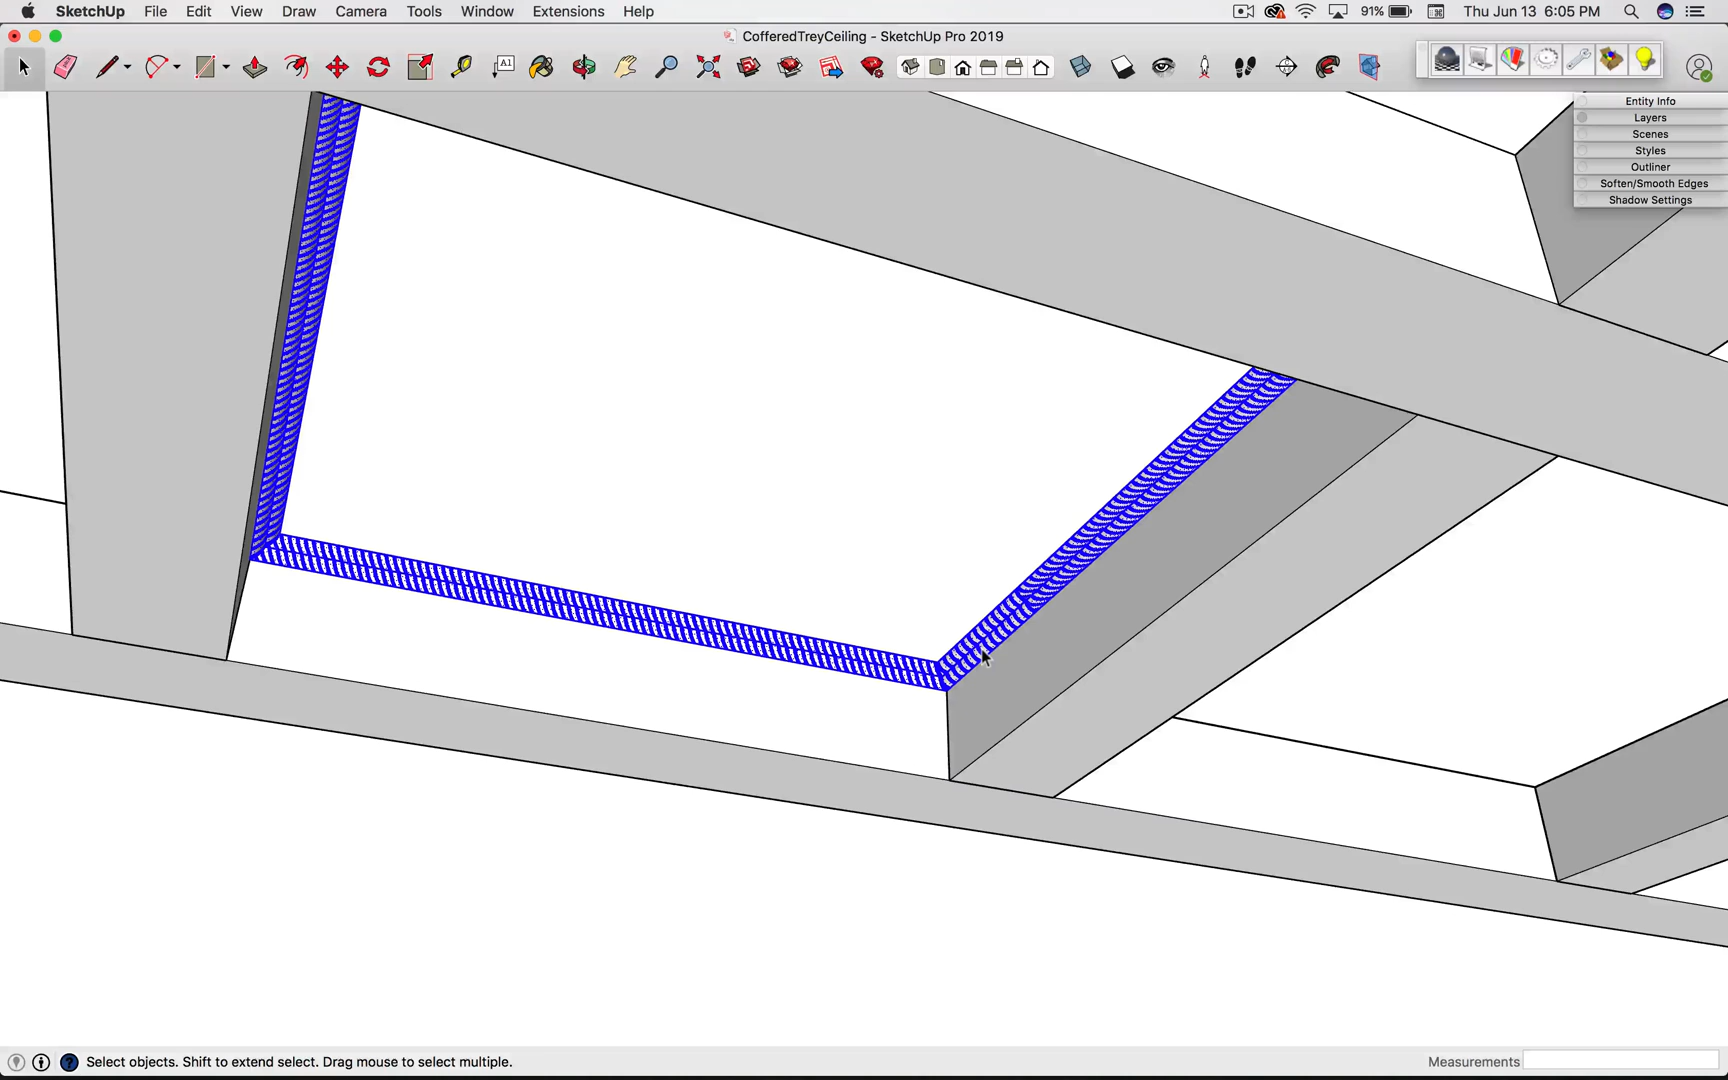 SketchUp File Edit View Draw Camera Tools Window Extensions Help 91% Thu Jun 13 6:05 PM
CofferedTreyCeiling - SketchUp Pro 2019
A1
Entity Info
Layers
Scenes
Styles
Outliner
Soften/Smooth Edges
Shadow Settings
Select objects. Shift to extend select. Drag mouse to select multiple. Measurements